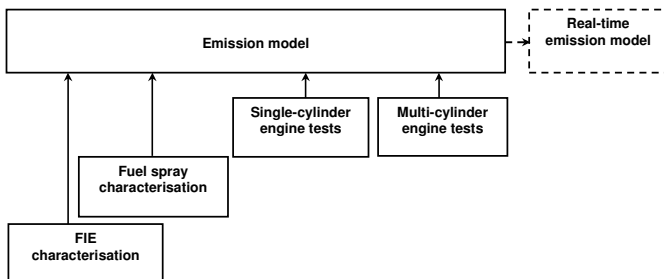 Emission model
Real-time
emission model
Single-cylinder
engine tests
Multi-cylinder
engine tests
Fuel spray
characterisation
FIE
characterisation